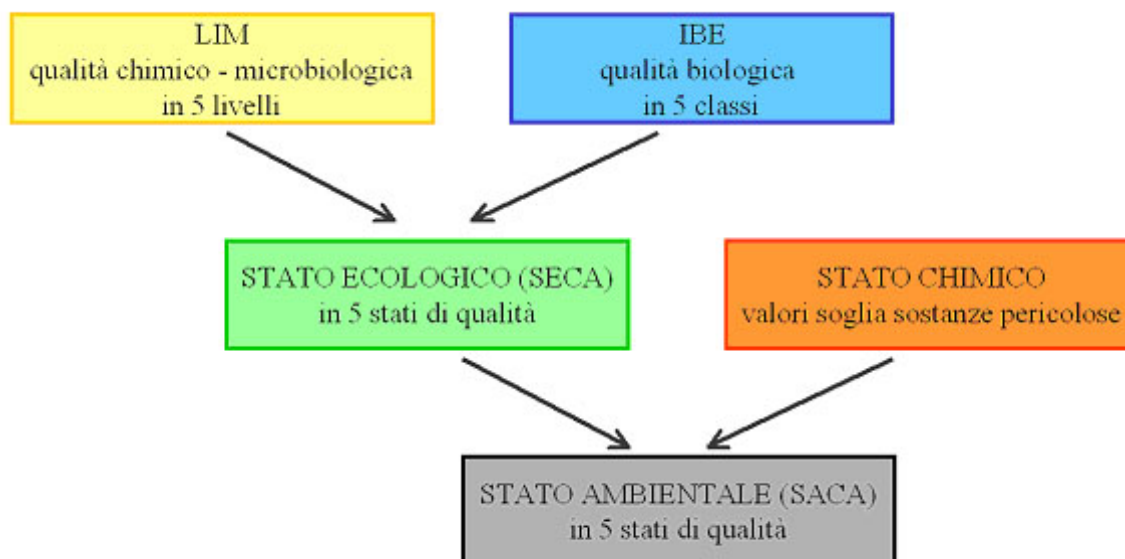 LIM
qualità chimico - microbiologica
in 5 livelli
IBE
qualità biologica
in 5 classi
STATO ECOLOGICO (SECA)
in 5 stati di qualità
STATO CHIMICO
valori soglia sostanze pericolose
STATO AMBIENTALE (SACA)
in 5 stati di qualità